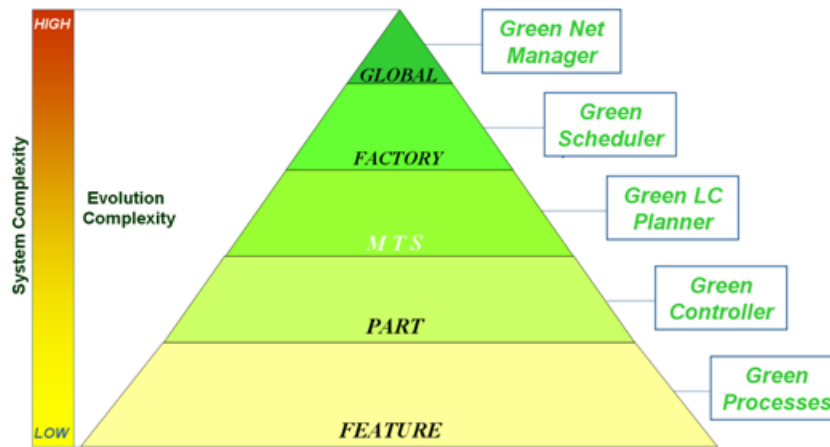 HIGH
Green Net
Manager
GLOBAL
Green
Scheduler
FACTORY
System Complexity
Evolution
Complexity
Green LC
Planner
M T S
Green
Controller
PART
Green
Processes
LOW
FEATURE